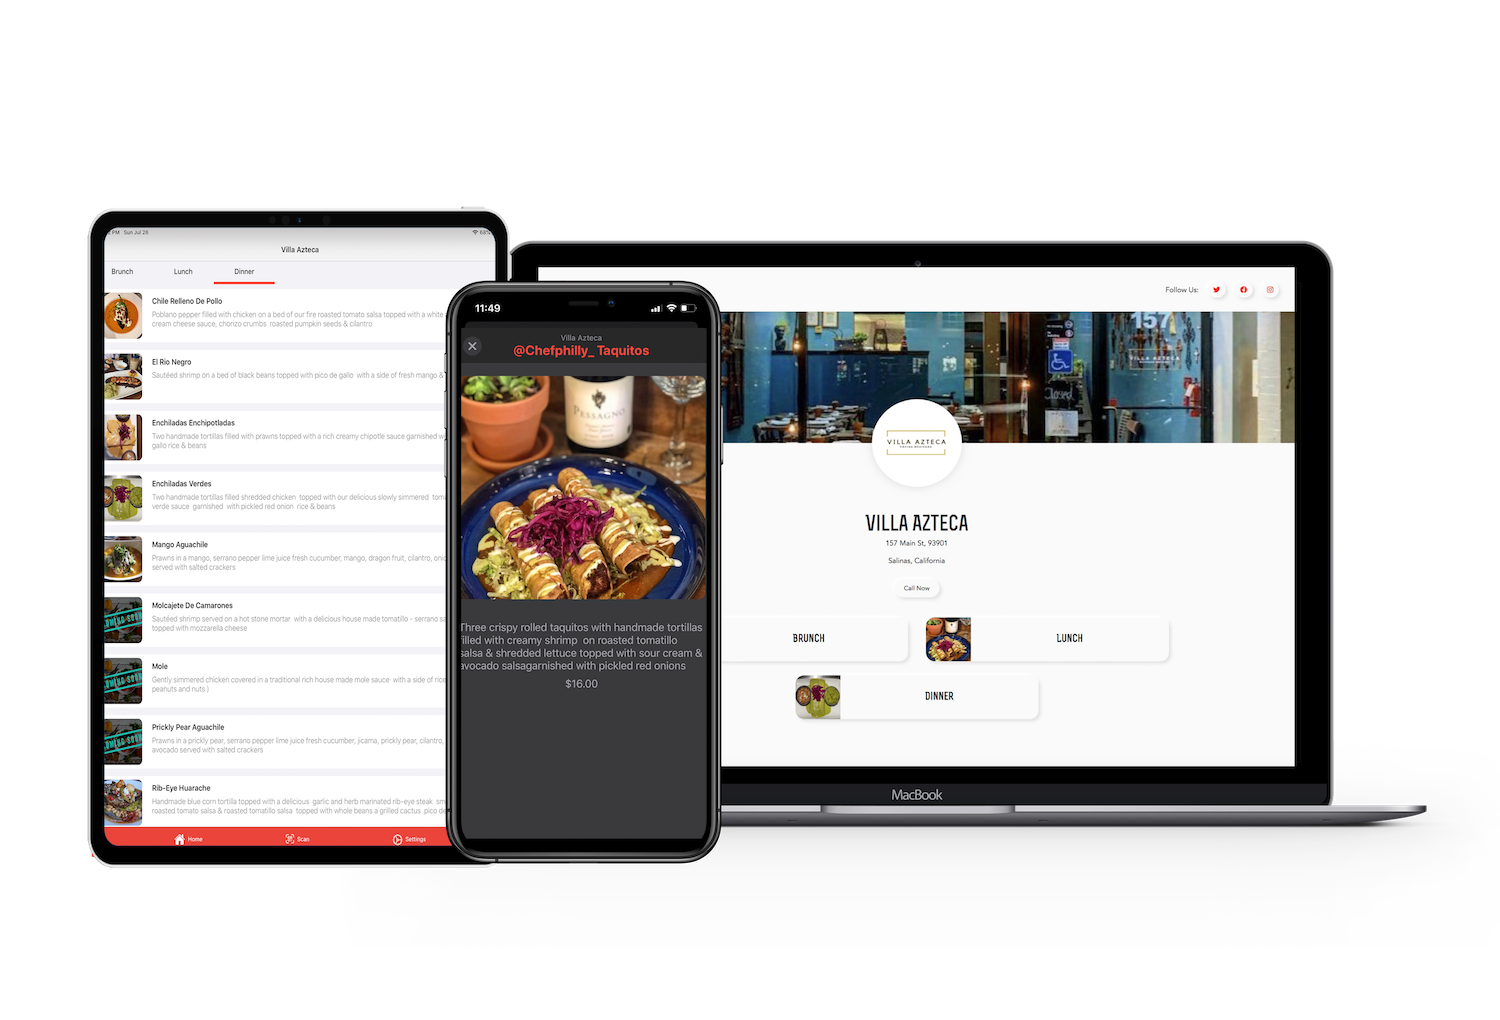 PM Sun Jul 26
68%
Villa Azteca
Brunch
Lunch
Dinner
Chile Relleno De Pollo
Poblano pepper filled with chicken on a bed of our fire roasted tomato salsa topped with a white
cream cheese sauce, chorizo crumbs roasted pumpkin seeds & cilantro
El Rio Negro
Sautéed shrimp on a bed of black beans topped with pico de gallo with a side of fresh mango &
Enchiladas Enchipotladas
Two handmade tortillas filled with prawns topped with a rich creamy chipotle sauce garnished
gallo rice & beans
Enchiladas Verdes
Two handmade tortillas filled shredded chicken topped with our delicious slowly simmered
verde sauce garnished with pickled red onion rice & beans
Mango Aguachile
Prawns in a mango, serrano pepper lime juice fresh cucumber, mango, dragon fruit, cilantro,
served with salted crackers
Molcajete De Camarones
Sautéed shrimp served on a hot stone mortar with a delicious house made tomatillo - serrano
topped with mozzarella cheese
Mole
Gently simmered chicken covered in a traditional rich house made mole sauce with a side of
peanuts and nuts )
Prickly Pear Aguachile
Prawns in a prickly pear, serrano pepper lime juice fresh cucumber, jicama, prickly pear, cilantro,
avocado served with salted crackers
Rib-Eye Huarache
Handmade blue corn tortilla topped with a delicious garlic and herb marinated rib-eye steak
roasted tomato salsa & roasted tomatillo salsa topped with whole beans a grilled cactus pico
Home
Scan
Settings
11:49
Villa Azteca
@Chefphilly_ Taquitos
PESSAGNO
Three crispy rolled taquitos with handmade tortillas
filled with creamy shrimp on roasted tomatillo
salsa & shredded lettuce topped with sour cream &
avocado salsagarnished with pickled red onions
$16.00
Follow Us:
157
VILLA AZTECA
Closed
VILLA AZTECA
VILLA AZTECA
157 Main St, 93901
Salinas, California
Call Now
BRUNCH
LUNCH
DINNER
MacBook